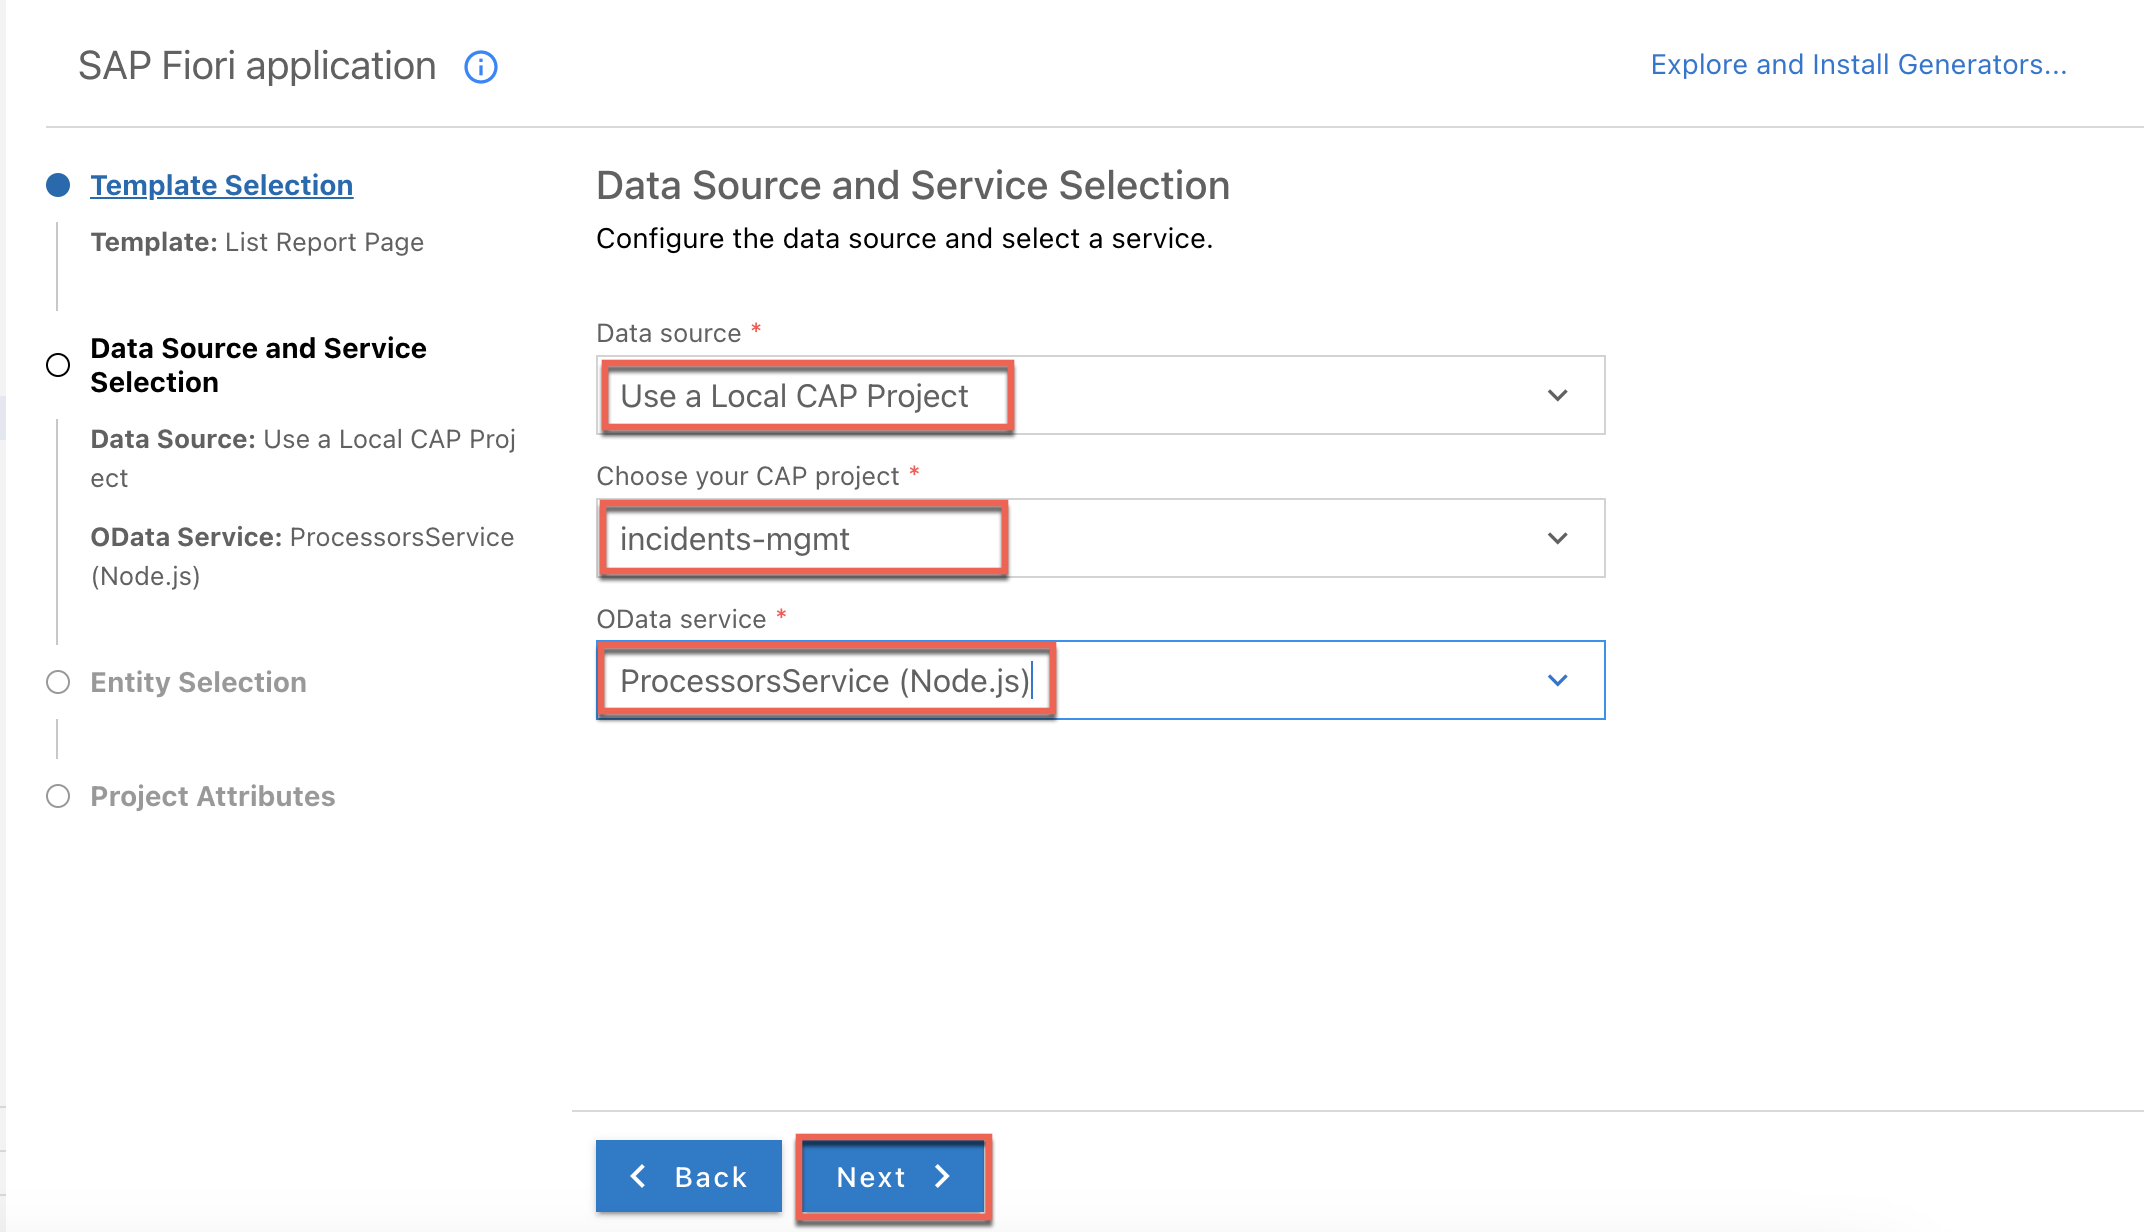 SAP Fiori application
Explore and Install Generators...
Template Selection
Template: List Report Page
Data Source and Service
Selection
Data Source: Use a Local CAP Proj
ect
OData Service: ProcessorsService
(Node.js)
Entity Selection
Project Attributes
Data Source and Service Selection
Configure the data source and select a service.
Data source *
Use a Local CAP Project
Choose your CAP project *
incidents-mgmt
OData service *
ProcessorsService (Node.js)
Back
Next